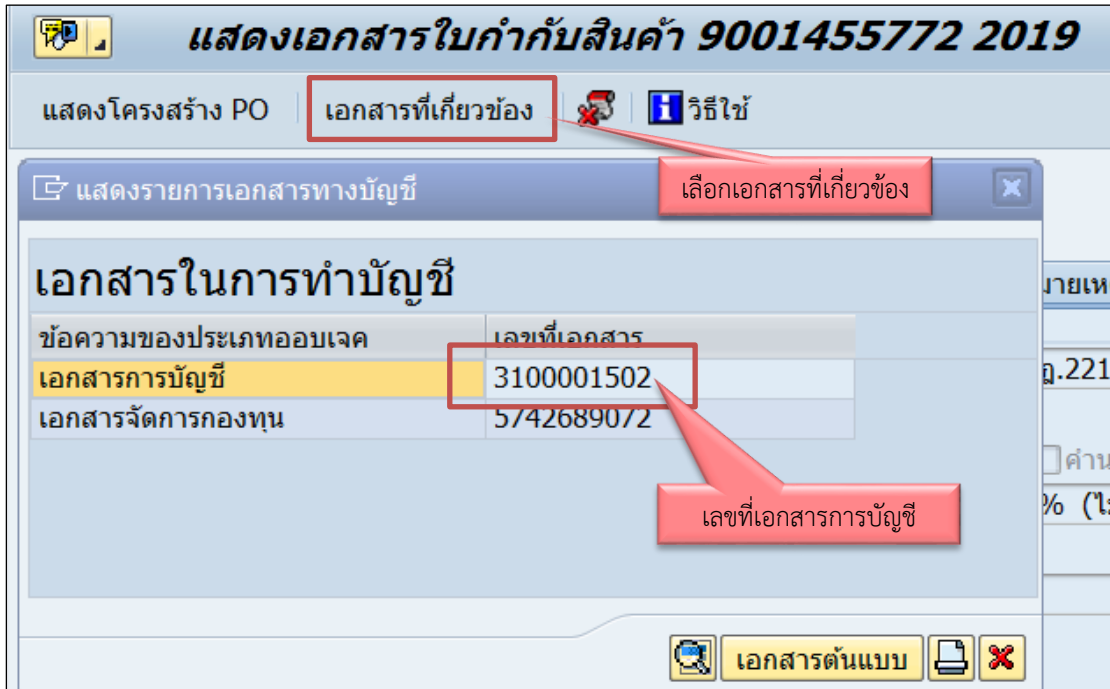 แสดงเอกสารใบกำกับสินค้า 9001455772 2019
แสดงโครงสร้าง PO เอกสารที่เกี่ยวข้อง วิธีใช้
เลือกเอกสารที่เกี่ยวข้อง
แสดงรายการเอกสารทางบัญชี
เอกสารในการทำบัญชี
ข้อความของประเภทออบเจค เลขที่เอกสาร
เอกสารการบัญชี 3100001502
เอกสารจัดการกองทุน 5742689072
เลขที่เอกสารการบัญชี
เอกสารต้นแบบ